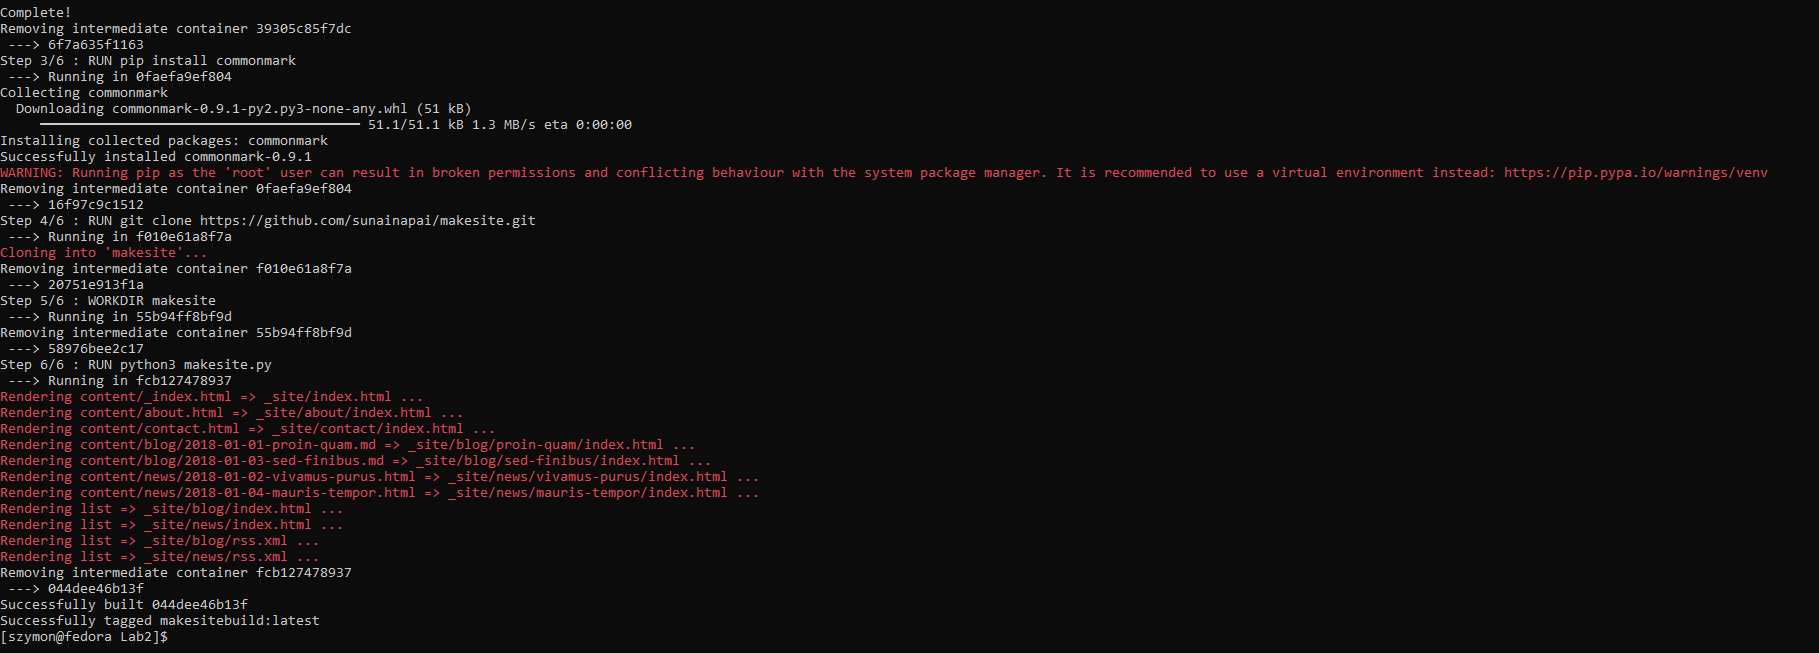 Complete!
Removing intermediate container 39305c85f7dc
 ---> 6f7a635f1163
Step 3/6 : RUN pip install commonmark
 ---> Running in 0faefa9ef804
Collecting commonmark
  Downloading commonmark-0.9.1-py2.py3-none-any.whl (51 kB)
     ━━━━━━━━━━━━━━━━━━━━━━━━━━━━━━━━━━━━━━━━ 51.1/51.1 kB 1.3 MB/s eta 0:00:00
Installing collected packages: commonmark
Successfully installed commonmark-0.9.1
WARNING: Running pip as the 'root' user can result in broken permissions and conflicting behaviour with the system package manager. It is recommended to use a virtual environment instead: https://pip.pypa.io/warnings/venv
Removing intermediate container 0faefa9ef804
 ---> 16f97c9c1512
Step 4/6 : RUN git clone https://github.com/sunainapai/makesite.git
 ---> Running in f010e61a8f7a
Cloning into 'makesite'...
Removing intermediate container f010e61a8f7a
 ---> 20751e913f1a
Step 5/6 : WORKDIR makesite
 ---> Running in 55b94ff8bf9d
Removing intermediate container 55b94ff8bf9d
 ---> 58976bee2c17
Step 6/6 : RUN python3 makesite.py
 ---> Running in fcb127478937
Rendering content/_index.html => _site/index.html ...
Rendering content/about.html => _site/about/index.html ...
Rendering content/contact.html => _site/contact/index.html ...
Rendering content/blog/2018-01-01-proin-quam.md => _site/blog/proin-quam/index.html ...
Rendering content/blog/2018-01-03-sed-finibus.md => _site/blog/sed-finibus/index.html ...
Rendering content/news/2018-01-02-vivamus-purus.html => _site/news/vivamus-purus/index.html ...
Rendering content/news/2018-01-04-mauris-tempor.html => _site/news/mauris-tempor/index.html ...
Rendering list => _site/blog/index.html ...
Rendering list => _site/news/index.html ...
Rendering list => _site/blog/rss.xml ...
Rendering list => _site/news/rss.xml ...
Removing intermediate container fcb127478937
 ---> 044dee46b13f
Successfully built 044dee46b13f
Successfully tagged makesitebuild:latest
[szymon@fedora Lab2]$